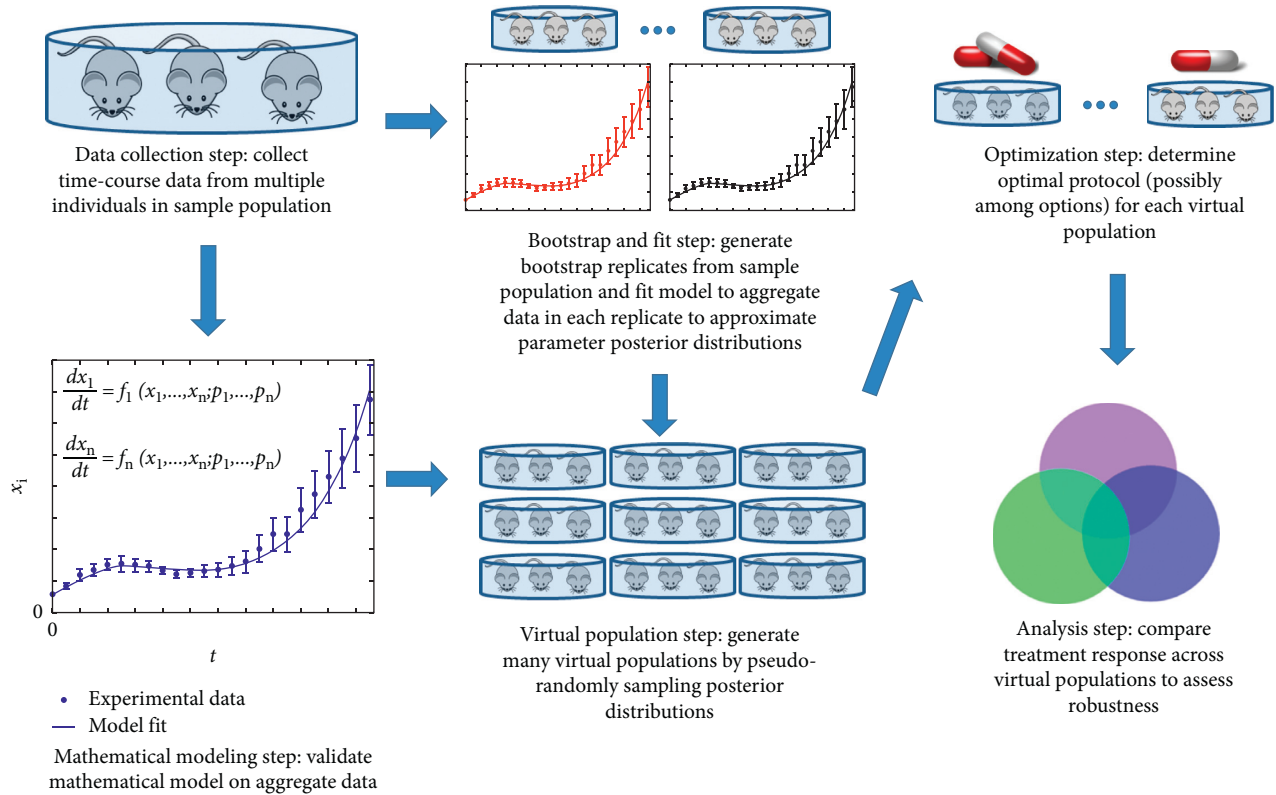 Data collection step: collect
time-course data from multiple
individuals in sample population
Bootstrap and fit step: generate
bootstrap replicates from sample
population and fit model to aggregate
data in each replicate to approximate
parameter posterior distributions
Optimization step: determine
optimal protocol (possibly
among options) for each virtual
population
dx₁/dt = f₁ (x₁,...,xₙ;p₁,...,pₙ)
dxₙ/dt = fₙ (x₁,...,xₙ;p₁,...,pₙ)
xᵢ
0
0
t
Experimental data
Model fit
Mathematical modeling step: validate
mathematical model on aggregate data
Virtual population step: generate
many virtual populations by pseudo-
randomly sampling posterior
distributions
Analysis step: compare
treatment response across
virtual populations to assess
robustness